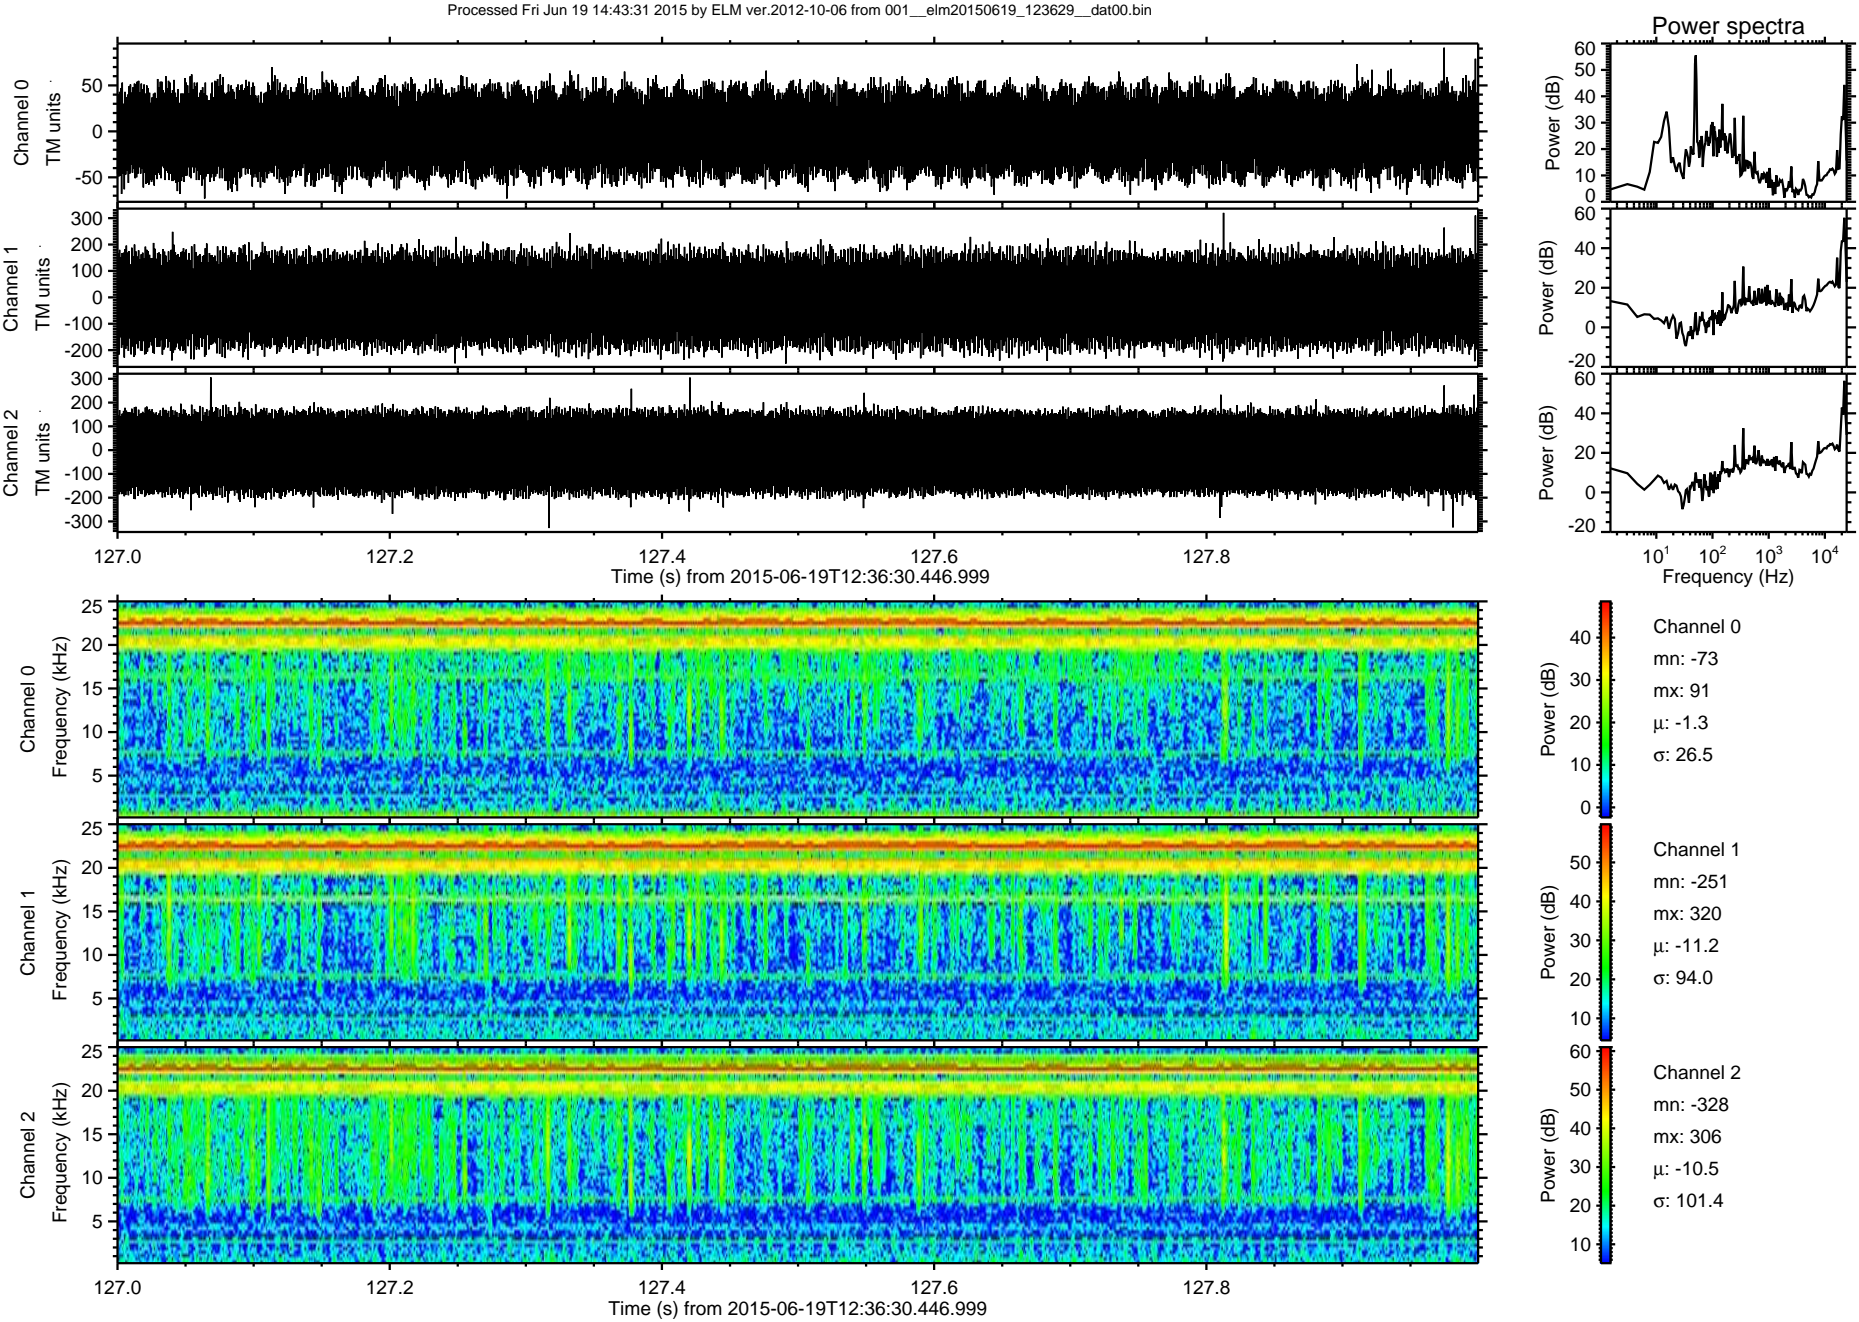 Processed Fri Jun 19 14:43:31 2015 by ELM ver.2012-10-06 from 001__elm20150619_123629__dat00.bin
Power spectra
Channel 0
TM units
50
0
-50
Power (dB)
60
50
40
30
20
10
0
Channel 1
TM units
300
200
100
0
-100
-200
Power (dB)
60
40
20
0
-20
Channel 2
TM units
300
200
100
0
-100
-200
-300
Power (dB)
60
40
20
0
-20
127.0 127.2 127.4 127.6 127.8
Time (s) from 2015-06-19T12:36:30.446.999
10¹ 10² 10³ 10⁴
Frequency (Hz)
Channel 0
Frequency (kHz)
25
20
15
10
5
Power (dB)
40
30
20
10
0
Channel 0
mn: -73
mx: 91
μ: -1.3
σ: 26.5
Channel 1
Frequency (kHz)
25
20
15
10
5
Power (dB)
50
40
30
20
10
Channel 1
mn: -251
mx: 320
μ: -11.2
σ: 94.0
Channel 2
Frequency (kHz)
25
20
15
10
5
Power (dB)
60
50
40
30
20
10
Channel 2
mn: -328
mx: 306
μ: -10.5
σ: 101.4
127.0 127.2 127.4 127.6 127.8
Time (s) from 2015-06-19T12:36:30.446.999